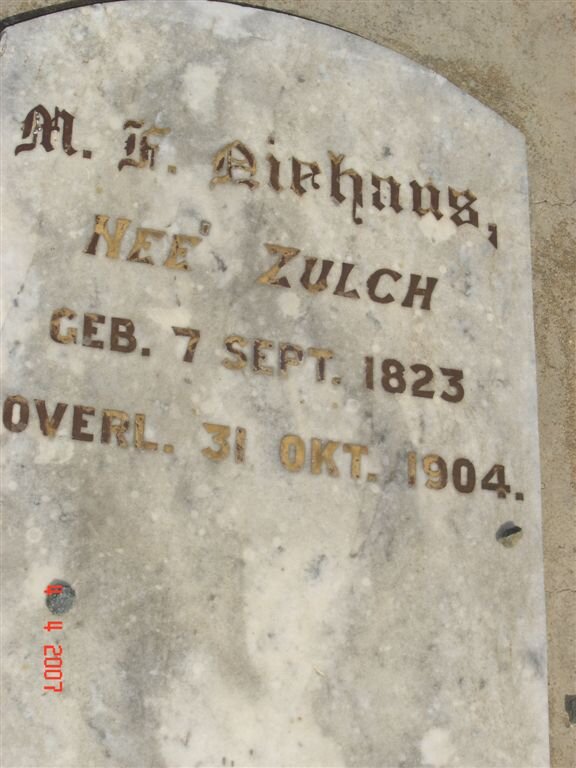 M. F. Niehaus,
NEE' ZULCH
GEB. 7 SEPT. 1823
OVERL. 31 OKT. 1904.
4 4 2007